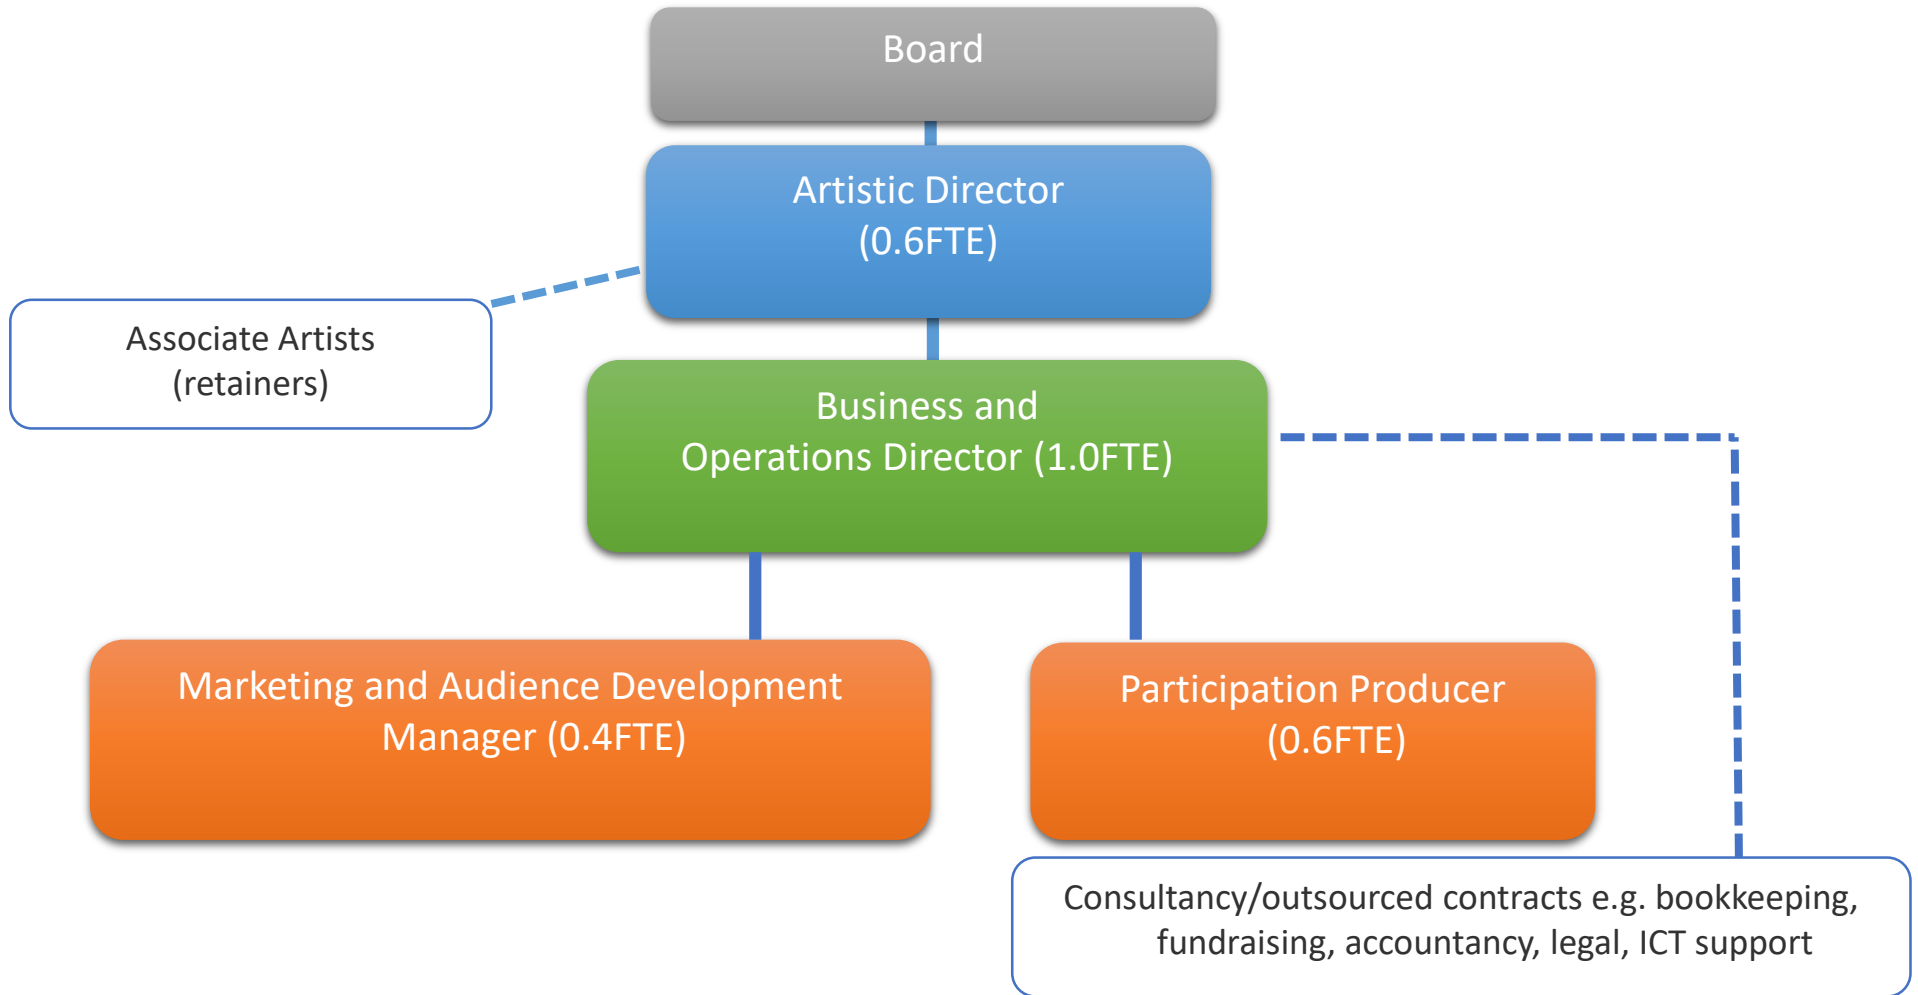 Board
Artistic Director
(0.6FTE)
Associate Artists
(retainers)
Business and
Operations Director (1.0FTE)
Marketing and Audience Development
Manager (0.4FTE)
Participation Producer
(0.6FTE)
Consultancy/outsourced contracts e.g. bookkeeping,
fundraising, accountancy, legal, ICT support